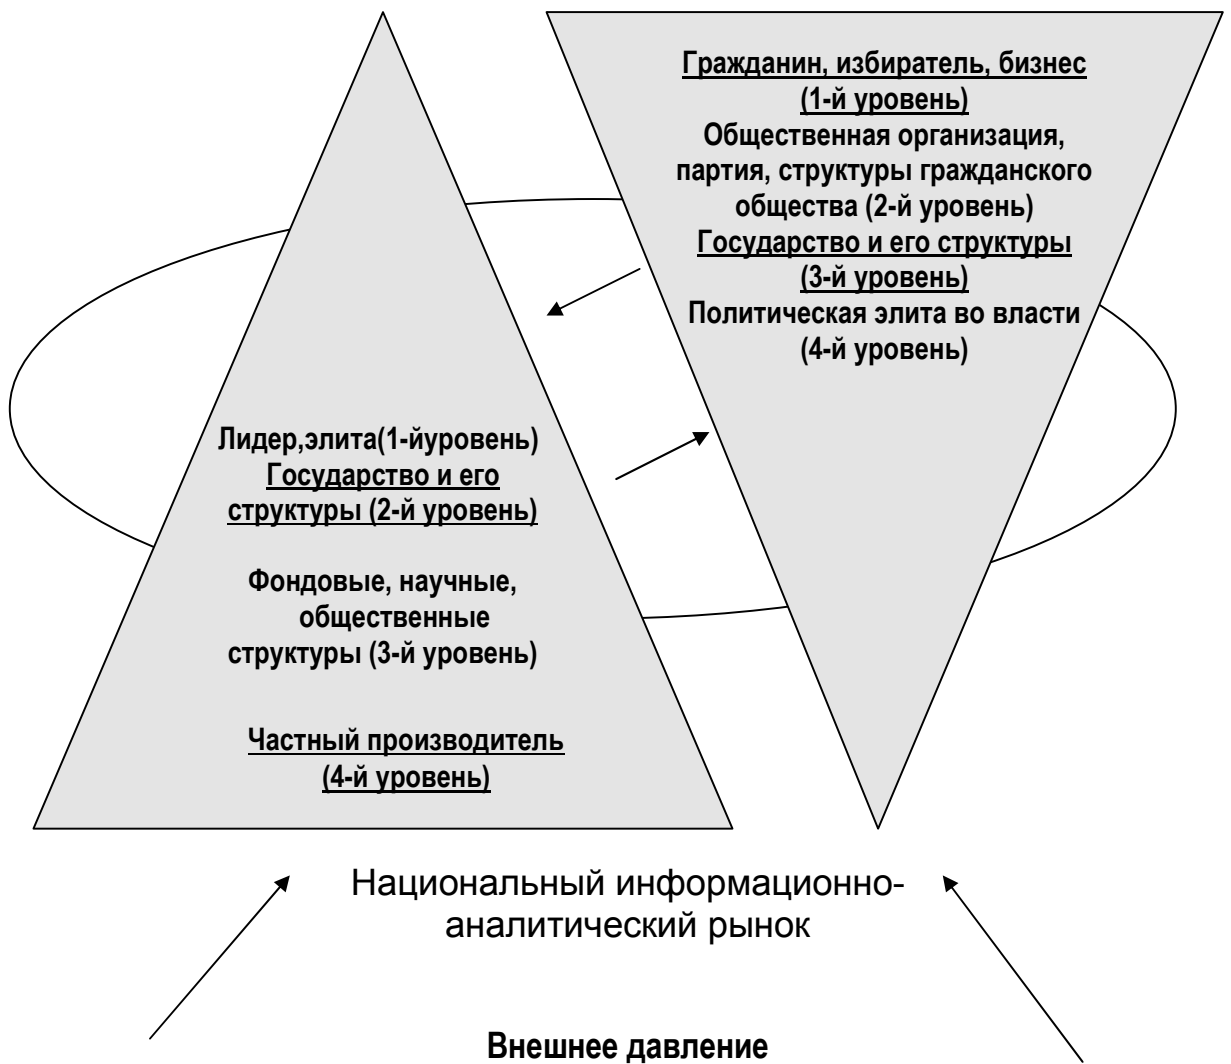 Гражданин, избиратель, бизнес
(1-й уровень)
Общественная организация,
партия, структуры гражданского
общества (2-й уровень)
Государство и его структуры
(3-й уровень)
Политическая элита во власти
(4-й уровень)
Лидер,элита(1-йуровень)
Государство и его
структуры (2-й уровень)
Фондовые, научные,
общественные
структуры (3-й уровень)
Частный производитель
(4-й уровень)
Национальный информационно-
аналитический рынок
Внешнее давление